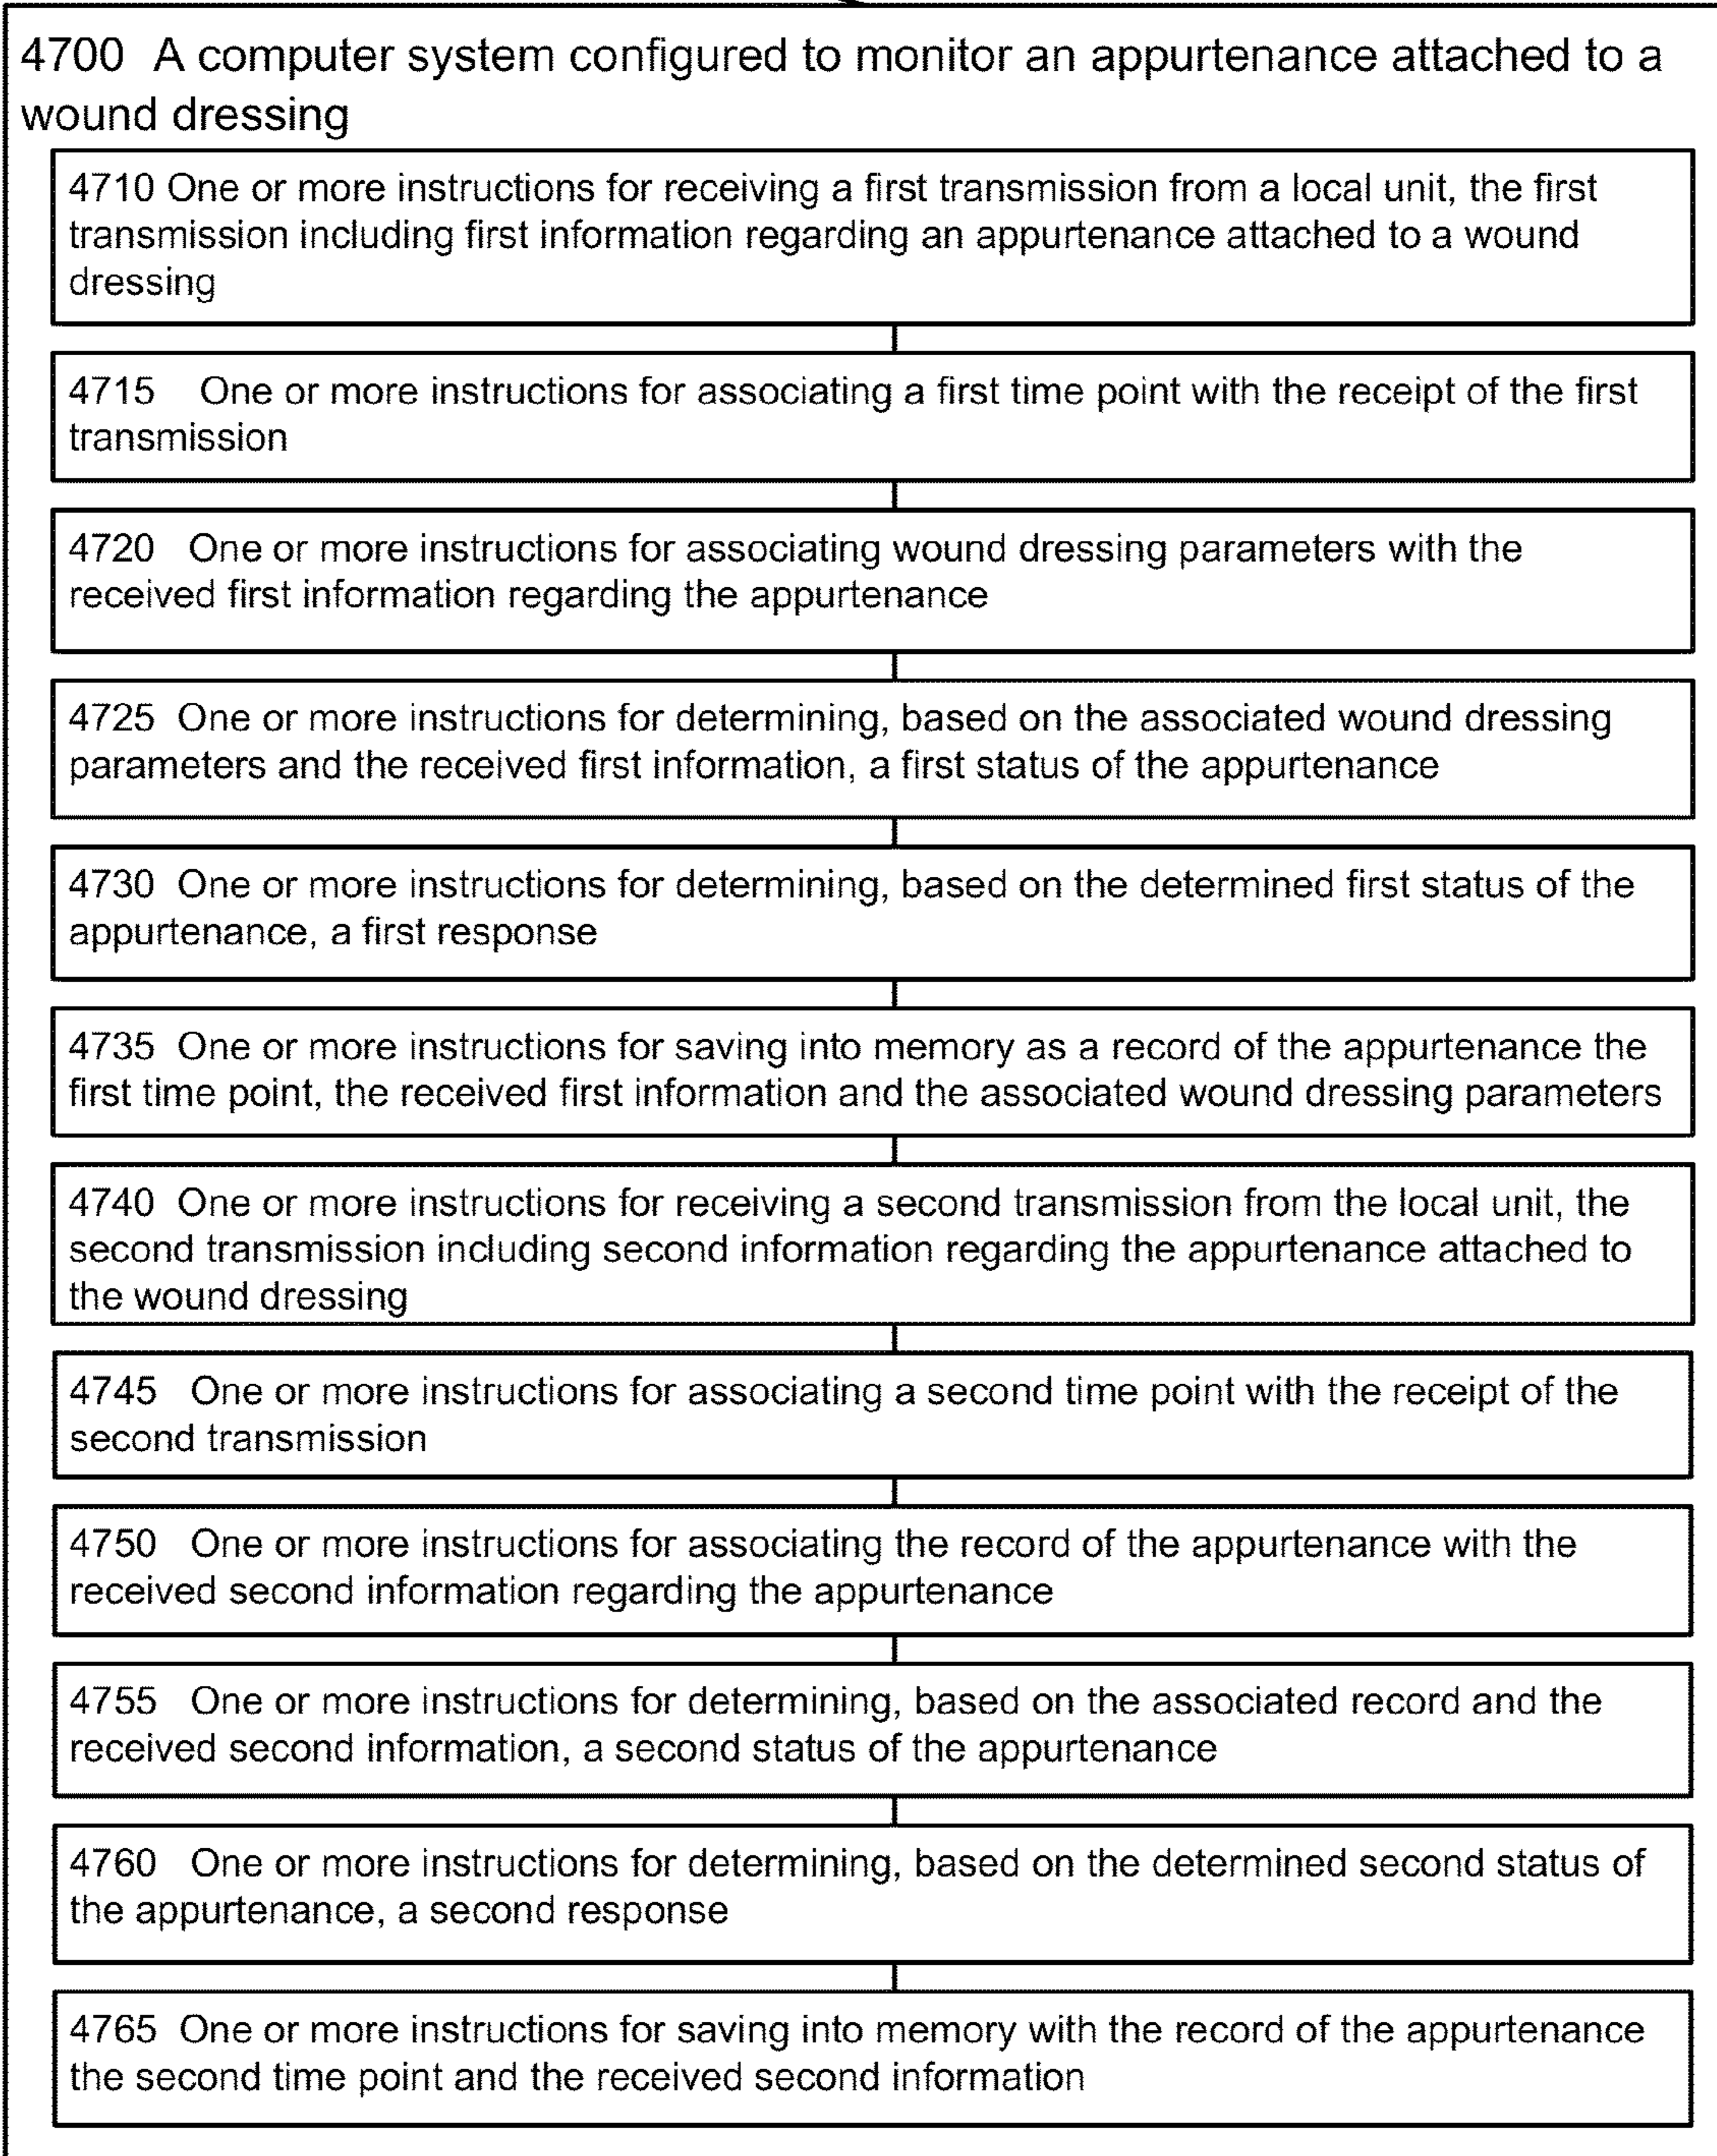 4700 A computer system configured to monitor an appurtenance attached to a
wound dressing
4710 One or more instructions for receiving a first transmission from a local unit, the first
transmission including first information regarding an appurtenance attached to a wound
dressing
4715 One or more instructions for associating a first time point with the receipt of the first
transmission
4720 One or more instructions for associating wound dressing parameters with the
received first information regarding the appurtenance
4725 One or more instructions for determining, based on the associated wound dressing
parameters and the received first information, a first status of the appurtenance
4730 One or more instructions for determining, based on the determined first status of the
appurtenance, a first response
4735 One or more instructions for saving into memory as a record of the appurtenance the
first time point, the received first information and the associated wound dressing parameters
4740 One or more instructions for receiving a second transmission from the local unit, the
second transmission including second information regarding the appurtenance attached to
the wound dressing
4745 One or more instructions for associating a second time point with the receipt of the
second transmission
4750 One or more instructions for associating the record of the appurtenance with the
received second information regarding the appurtenance
4755 One or more instructions for determining, based on the associated record and the
received second information, a second status of the appurtenance
4760 One or more instructions for determining, based on the determined second status of
the appurtenance, a second response
4765 One or more instructions for saving into memory with the record of the appurtenance
the second time point and the received second information